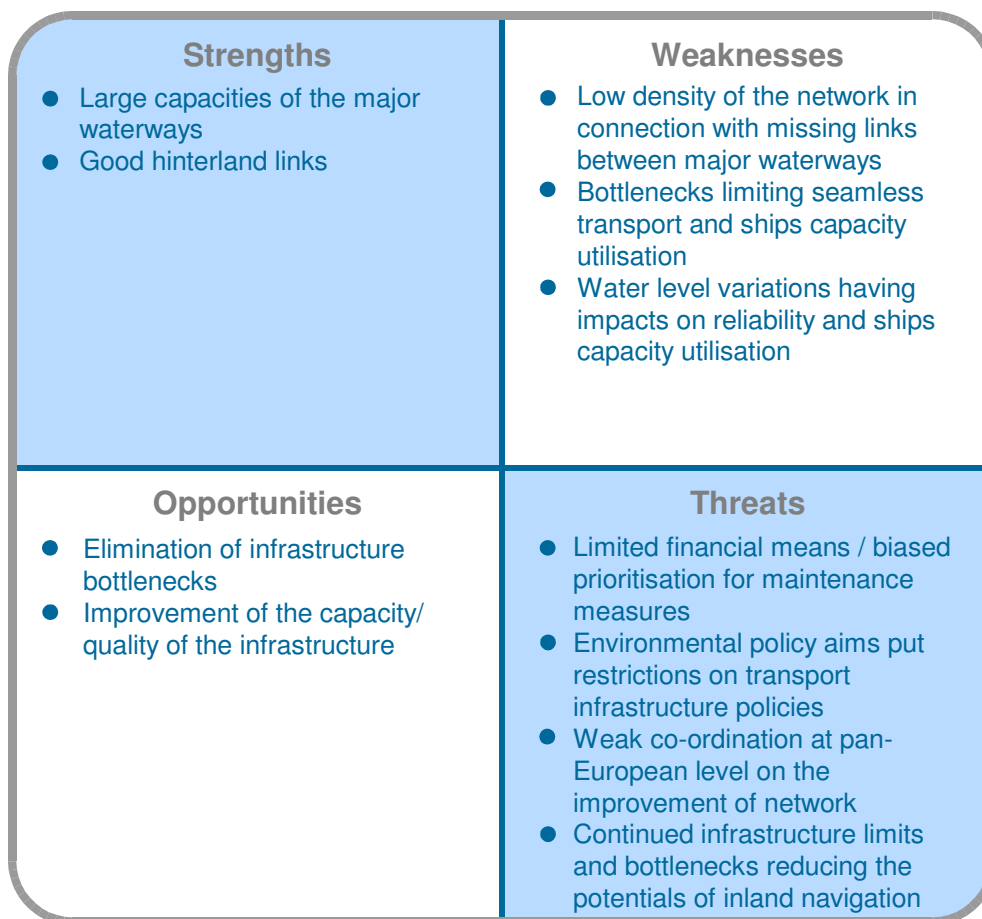 Strengths
● Large capacities of the major
waterways
● Good hinterland links
Weaknesses
● Low density of the network in
connection with missing links
between major waterways
● Bottlenecks limiting seamless
transport and ships capacity
utilisation
● Water level variations having
impacts on reliability and ships
capacity utilisation
Opportunities
● Elimination of infrastructure
bottlenecks
● Improvement of the capacity/
quality of the infrastructure
Threats
● Limited financial means / biased
prioritisation for maintenance
measures
● Environmental policy aims put
restrictions on transport
infrastructure policies
● Weak co-ordination at pan-
European level on the
improvement of network
● Continued infrastructure limits
and bottlenecks reducing the
potentials of inland navigation